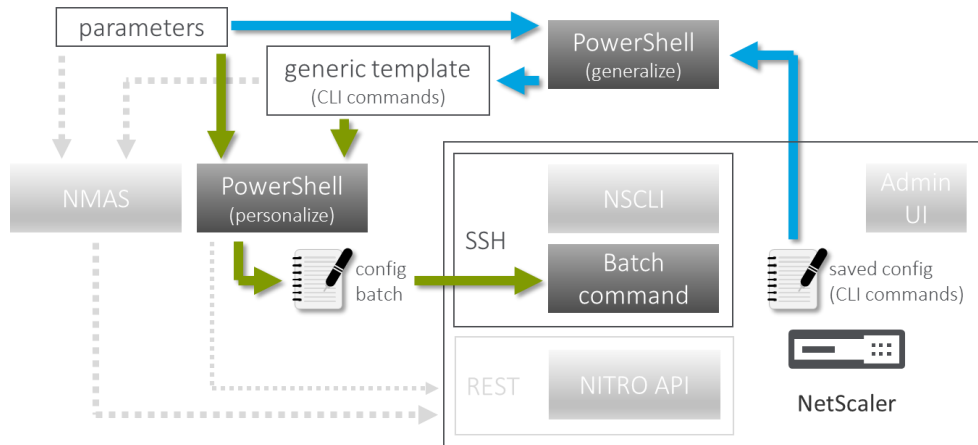 parameters
PowerShell
(generalize)
generic template
(CLI commands)
NMAS
PowerShell
(personalize)
NSCLI
Admin
UI
SSH
config
batch
Batch
command
saved config
(CLI commands)
REST
NITRO API
NetScaler